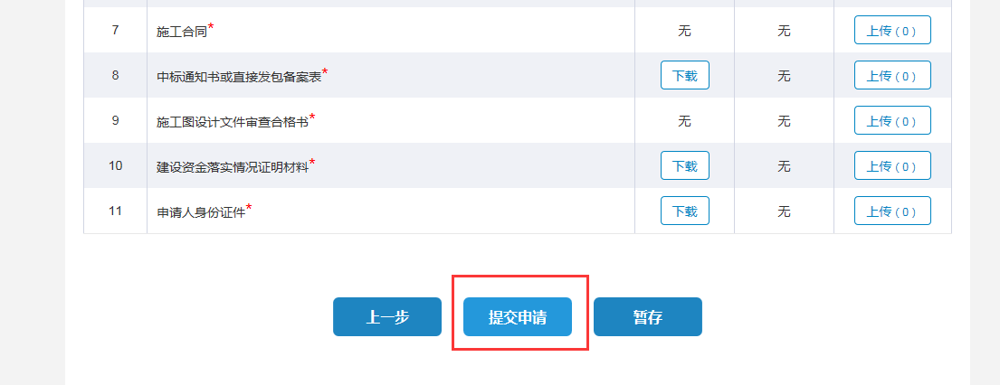 7 施工合同* 无 无 上传 ( 0 )
8 中标通知书或直接发包备案表* 下载 无 上传 ( 0 )
9 施工图设计文件审查合格书* 无 无 上传 ( 0 )
10 建设资金落实情况证明材料* 下载 无 上传 ( 0 )
11 申请人身份证件* 下载 无 上传 ( 0 )
上一步 提交申请 暂存